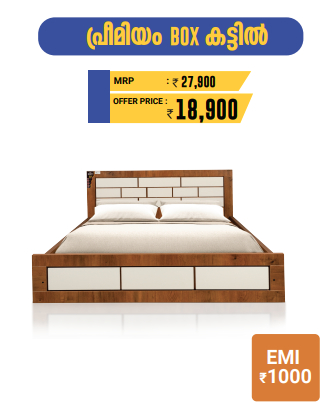 പ്രീമിയം BOX കട്ടിൽ
MRP : ₹ 27,900
OFFER PRICE :
₹ 18,900
EMI
₹1000